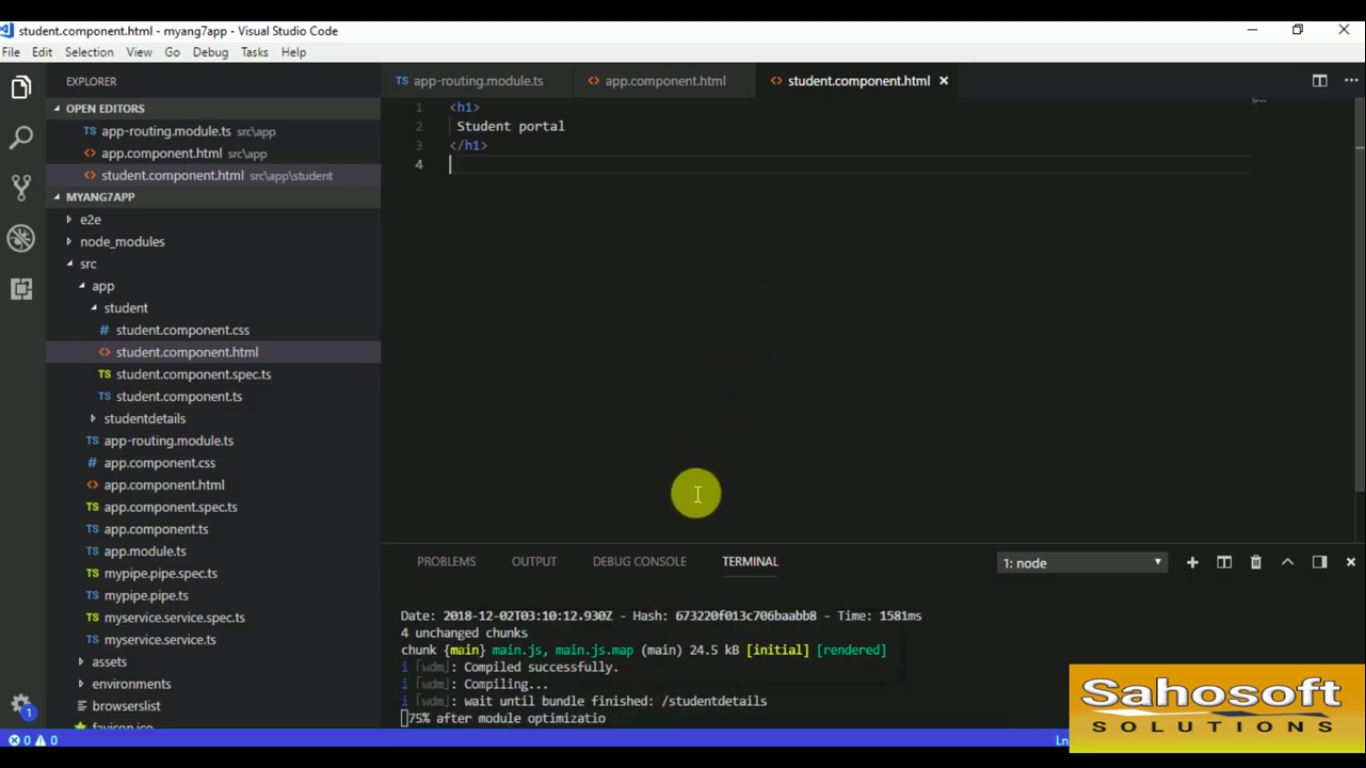 student.component.html - myang7app - Visual Studio Code
File Edit Selection View Go Debug Tasks Help
EXPLORER
OPEN EDITORS
TS app-routing.module.ts src\app
<> app.component.html src\app
<> student.component.html src\app\student
MYANG7APP
e2e
node_modules
src
app
student
# student.component.css
<> student.component.html
TS student.component.spec.ts
TS student.component.ts
studentdetails
TS app-routing.module.ts
# app.component.css
<> app.component.html
TS app.component.spec.ts
TS app.component.ts
TS app.module.ts
TS mypipe.pipe.spec.ts
TS mypipe.pipe.ts
TS myservice.service.spec.ts
TS myservice.service.ts
assets
environments
browserslist
favicon.ico
TS app-routing.module.ts <> app.component.html <> student.component.html
1 <h1>
2 Student portal
3 </h1>
4
PROBLEMS OUTPUT DEBUG CONSOLE TERMINAL 1: node
Date: 2018-12-02T03:10:12.930Z - Hash: 673220f013c706baabb8 - Time: 1581ms
4 unchanged chunks
chunk {main} main.js, main.js.map (main) 24.5 kB [initial] [rendered]
i ｢wdm｣: Compiled successfully.
i ｢wdm｣: Compiling...
i ｢wdm｣: wait until bundle finished: /studentdetails
75% after module optimizatio
1
0 0
Ln
Sahosoft
SOLUTIONS